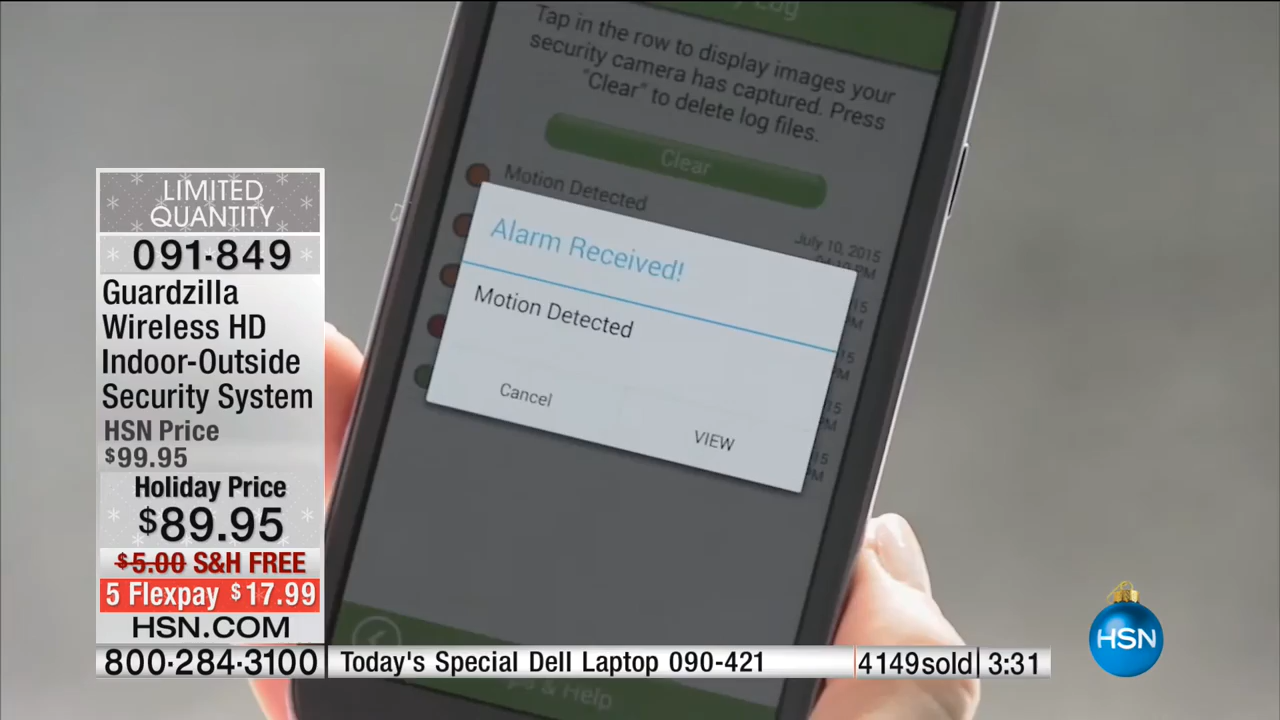 Log
Tap in the row to display images your
security camera has captured. Press
"Clear" to delete log files.
Clear
Motion Detected
July 10, 2015
Alarm Received!
Motion Detected
Cancel
VIEW
& Help
LIMITED
QUANTITY
091-849
Guardzilla
Wireless HD
Indoor-Outside
Security System
HSN Price
$99.95
Holiday Price
$89.95
$5.00 S&H FREE
5 Flexpay $17.99
HSN.COM
800-284-3100
Today's Special Dell Laptop 090-421
4149sold
3:31
HSN